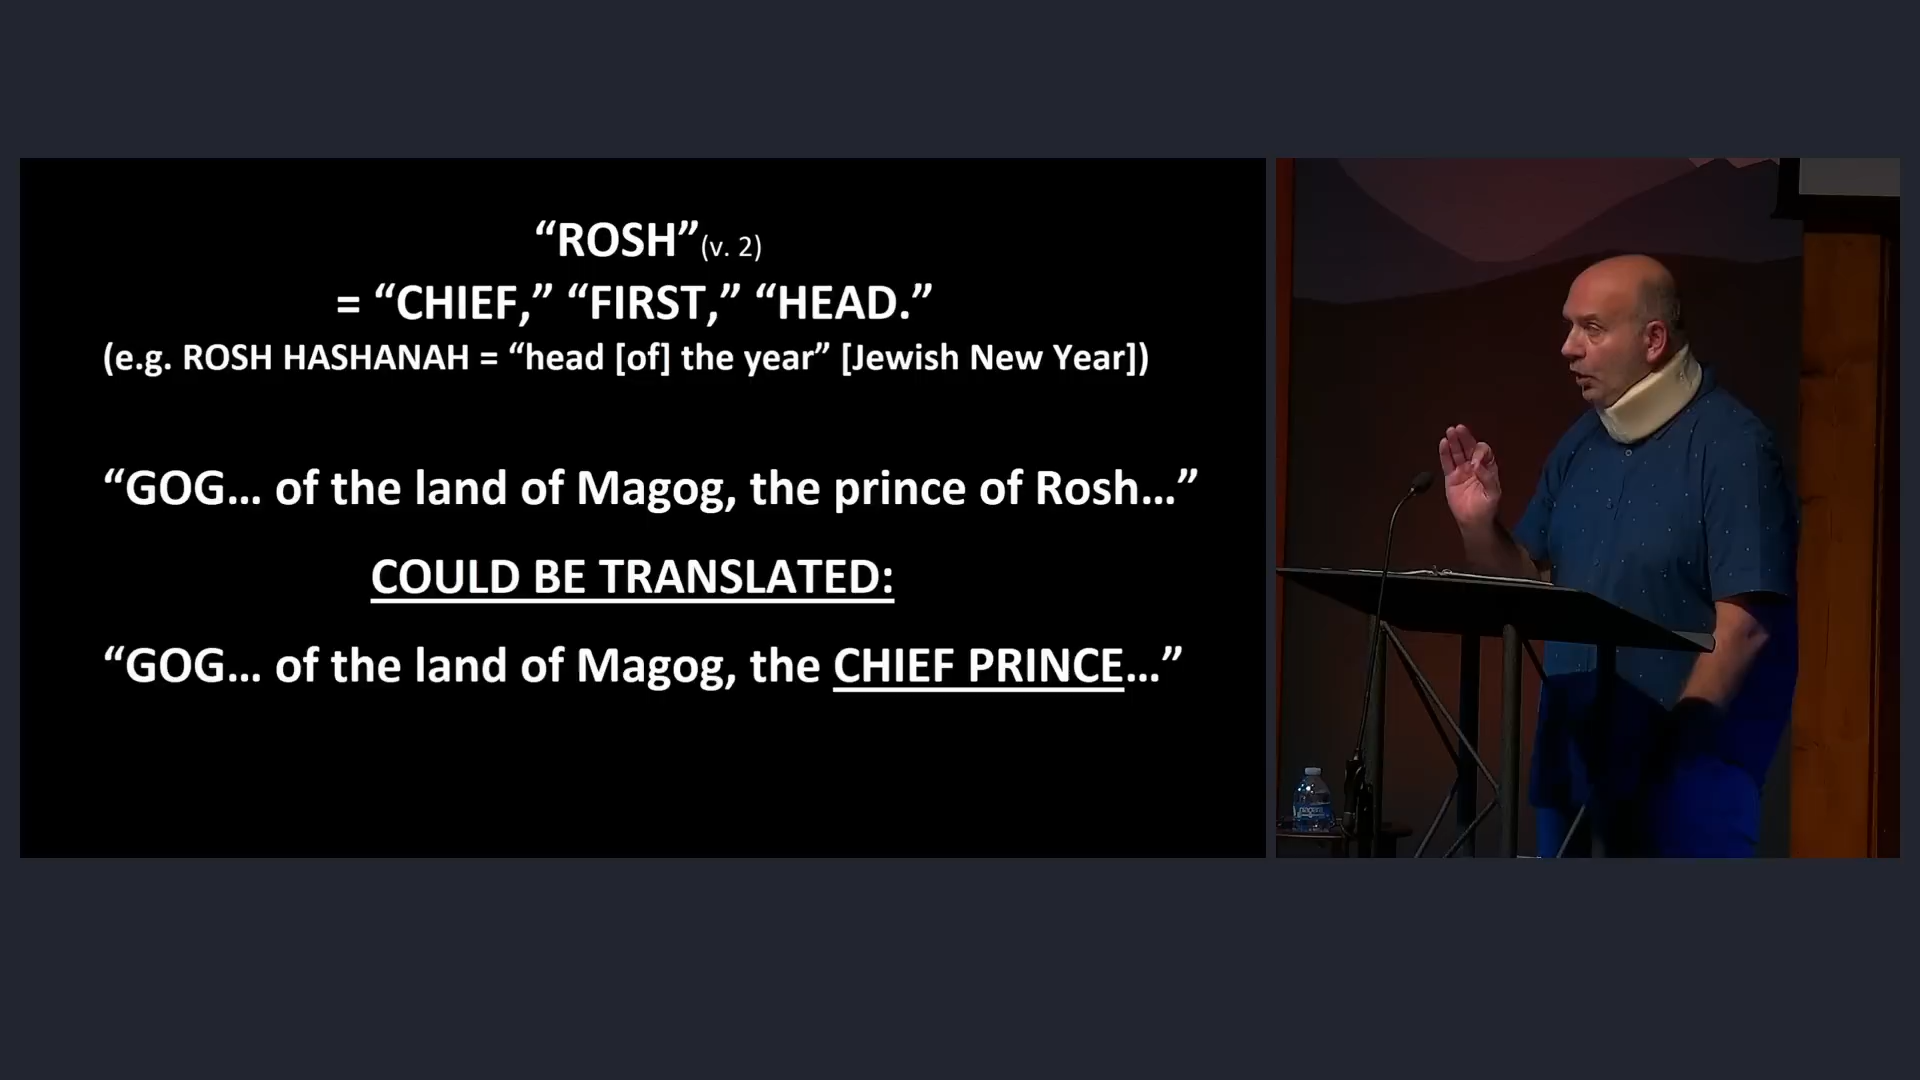 “ROSH”(v. 2)
= “CHIEF,” “FIRST,” “HEAD.”
(e.g. ROSH HASHANAH = “head [of] the year” [Jewish New Year])
“GOG… of the land of Magog, the prince of Rosh…”
COULD BE TRANSLATED:
“GOG… of the land of Magog, the CHIEF PRINCE…”